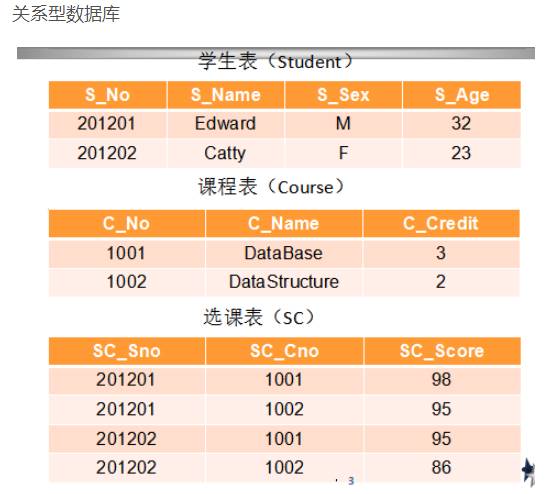 关系型数据库
学生表（Student）
S_No S_Name S_Sex S_Age
201201 Edward M 32
201202 Catty F 23
课程表（Course）
C_No C_Name C_Credit
1001 DataBase 3
1002 DataStructure 2
选课表（SC）
SC_Sno SC_Cno SC_Score
201201 1001 98
201201 1002 95
201202 1001 95
201202 1002 86
3